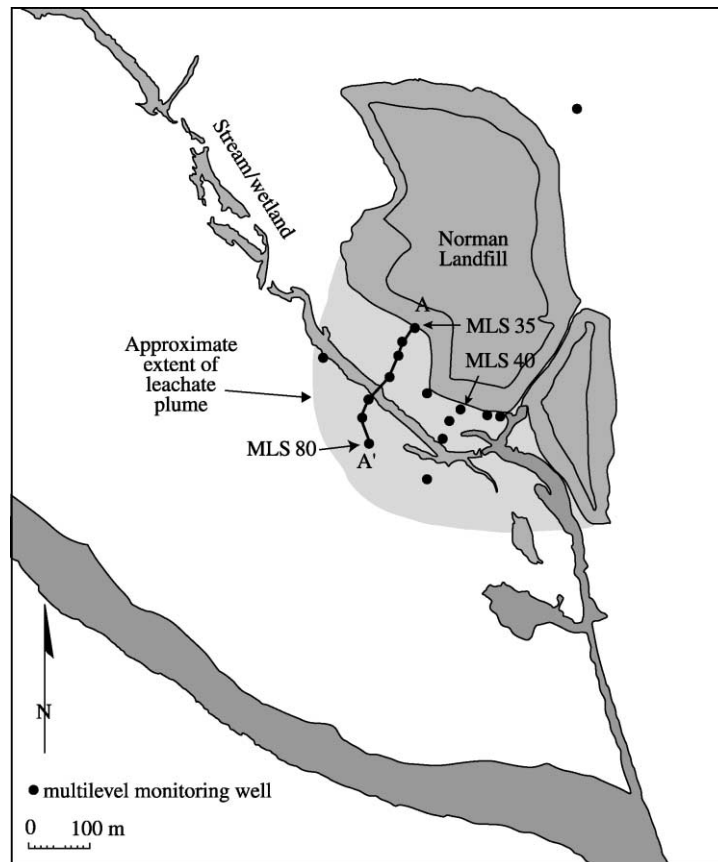 Stream/wetland
Norman
Landfill
A
MLS 35
MLS 40
Approximate
extent of
leachate
plume
MLS 80
A'
N
multilevel monitoring well
0 100 m